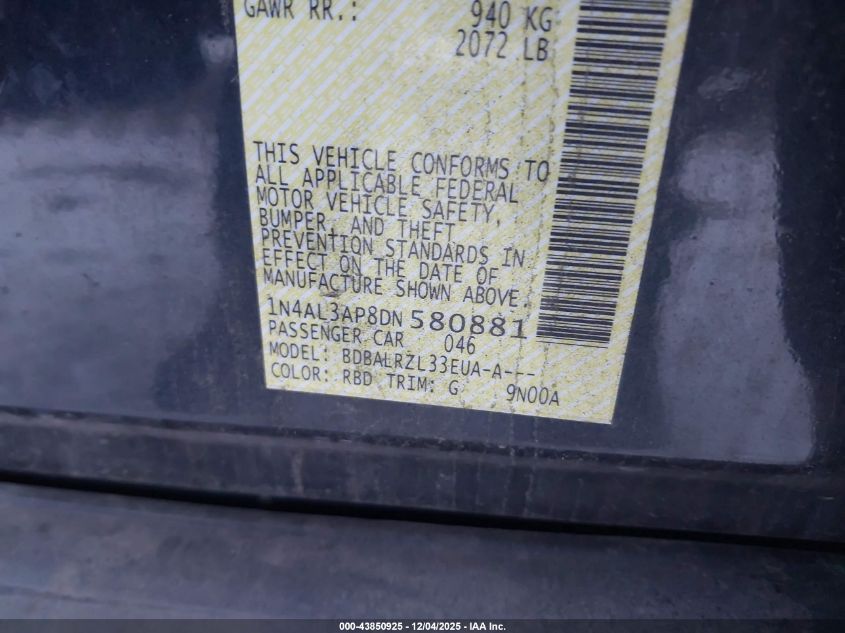 GAWR RR.: 940 KG
2072 LB
THIS VEHICLE CONFORMS TO
ALL APPLICABLE FEDERAL
MOTOR VEHICLE SAFETY,
BUMPER, AND THEFT
PREVENTION STANDARDS IN
EFFECT ON THE DATE OF
MANUFACTURE SHOWN ABOVE
1N4AL3AP8DN 580881
PASSENGER CAR 046
MODEL: BDBALRZL33EUA-A---
COLOR: RBD TRIM: G 9N00A
000-43850925 - 12/04/2025 - IAA Inc.